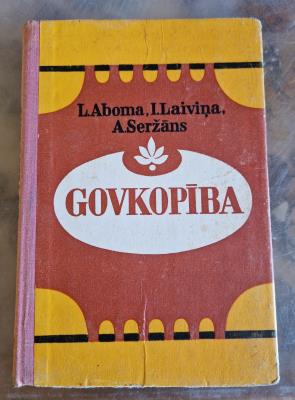 L.Aboma, I.Laiviņa,
A.Seržāns
GOVKOPĪBA